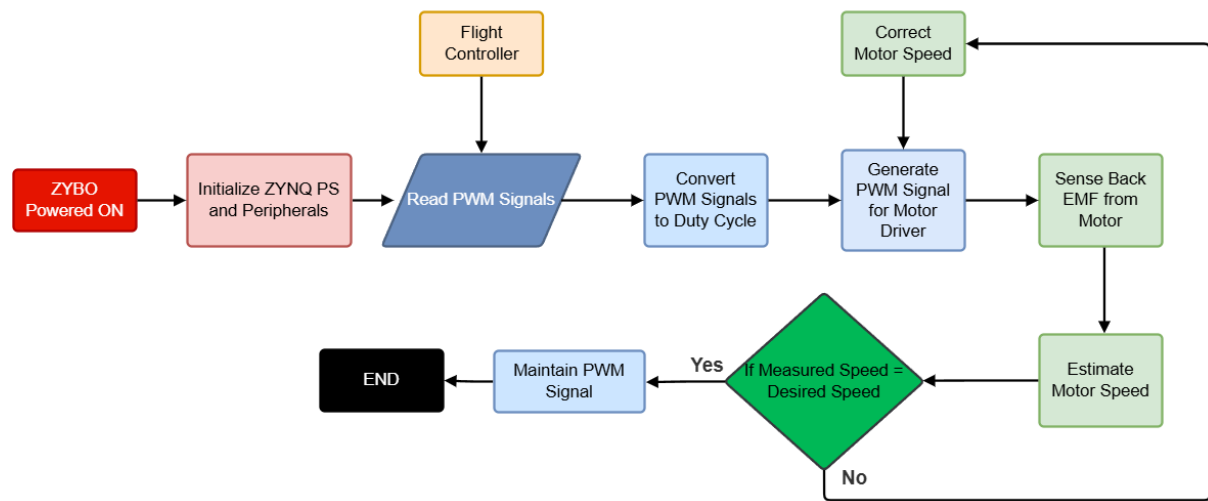 Flight
Controller
Correct
Motor Speed
ZYBO
Powered ON
Initialize ZYNQ PS
and Peripherals
Read PWM Signals
Convert
PWM Signals
to Duty Cycle
Generate
PWM Signal
for Motor
Driver
Sense Back
EMF from
Motor
END
Maintain PWM
Signal
Yes
If Measured Speed =
Desired Speed
Estimate
Motor Speed
No